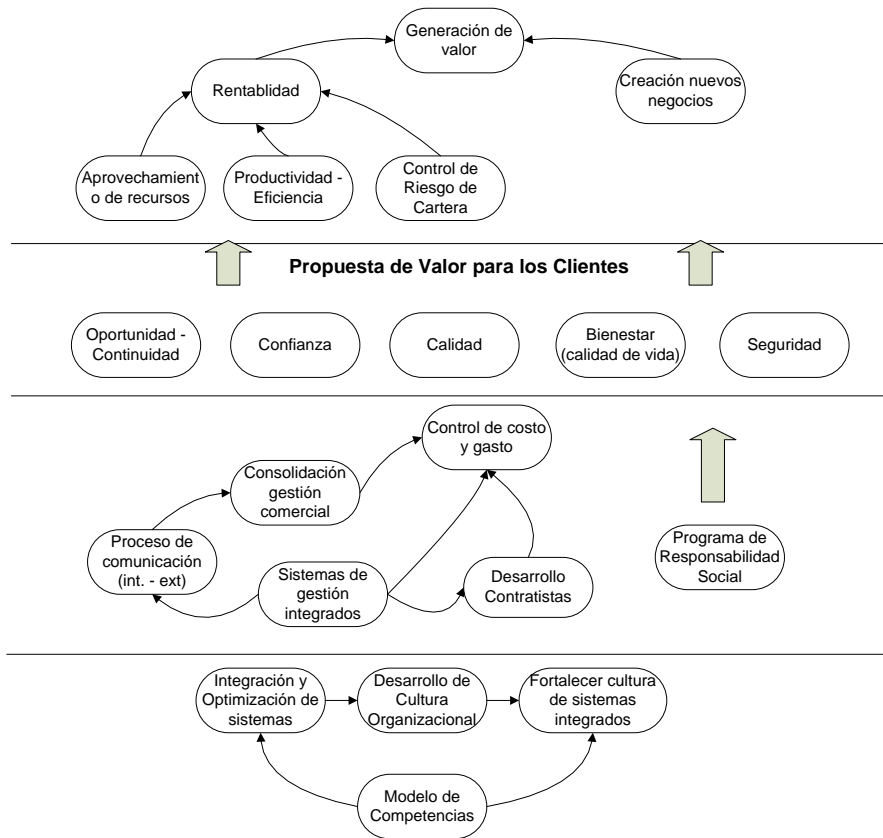 Generación de
valor
Rentablidad
Creación nuevos
negocios
Aprovechamient
o de recursos
Productividad -
Eficiencia
Control de
Riesgo de
Cartera
Propuesta de Valor para los Clientes
Oportunidad -
Continuidad
Confianza
Calidad
Bienestar
(calidad de vida)
Seguridad
Control de costo
y gasto
Consolidación
gestión
comercial
Proceso de
comunicación
(int. - ext)
Sistemas de
gestión
integrados
Desarrollo
Contratistas
Programa de
Responsabilidad
Social
Integración y
Optimización de
sistemas
Desarrollo de
Cultura
Organizacional
Fortalecer cultura
de sistemas
integrados
Modelo de
Competencias